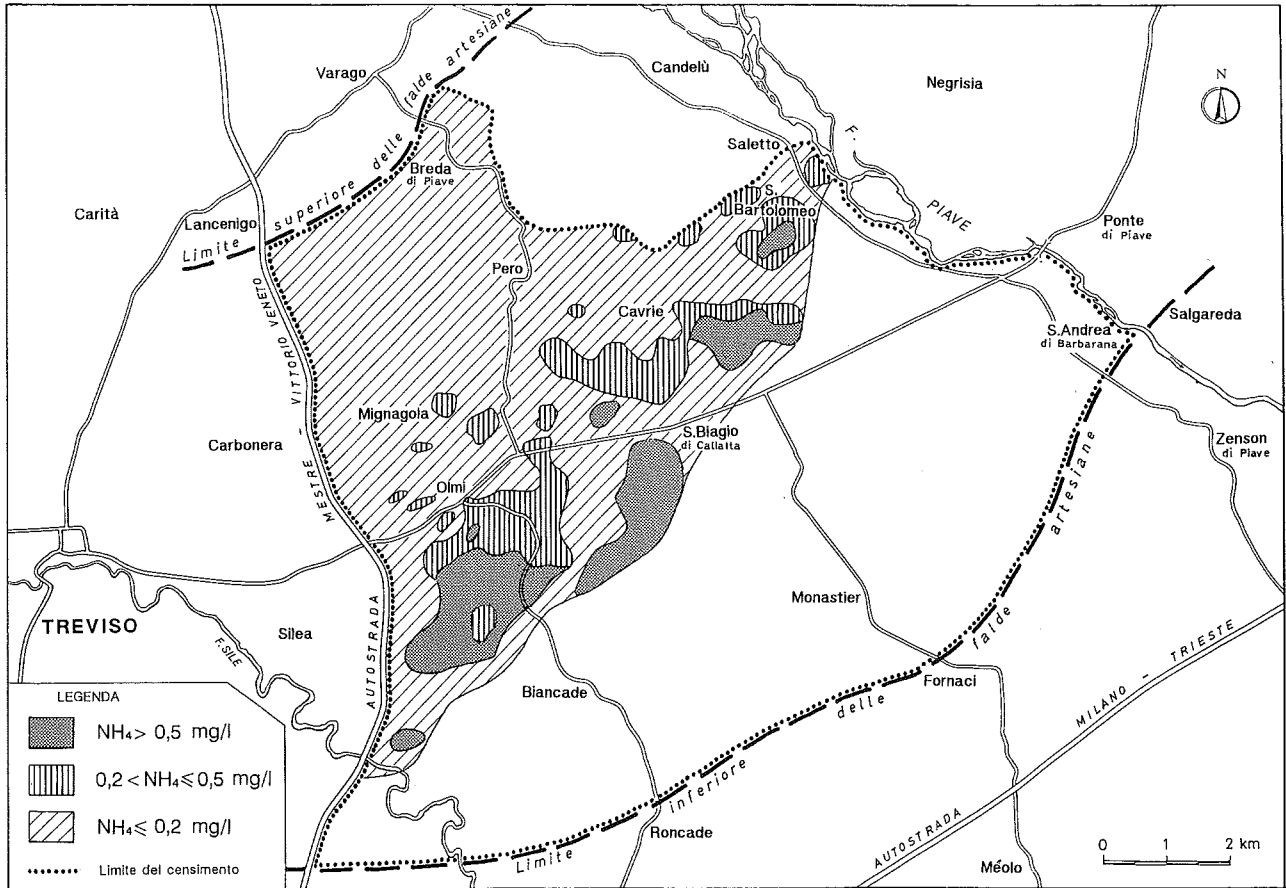 Varago
Candelù
Negrisia
N
Limite superiore delle falde artesiane
Saletto
F. PIAVE
Breda
di Piave
S.
Bartolomeo
Carità
Lancenigo
Ponte
di Piave
Pero
Cavrie
Salgareda
S.Andrea
di Barbarana
AUTOSTRADA MESTRE - VITTORIO VENETO
Mignagola
Carbonera
S.Biagio
di Callalta
Zenson
di Piave
Olmi
Monastier
TREVISO
Silea
F. SILE
Biancade
Fornaci
Limite inferiore delle falde artesiane
Roncade
AUTOSTRADA MILANO - TRIESTE
Méolo
0 1 2 km
LEGENDA
NH₄> 0,5 mg/l
0,2 < NH₄⩽ 0,5 mg/l
NH₄⩽ 0,2 mg/l
Limite del censimento